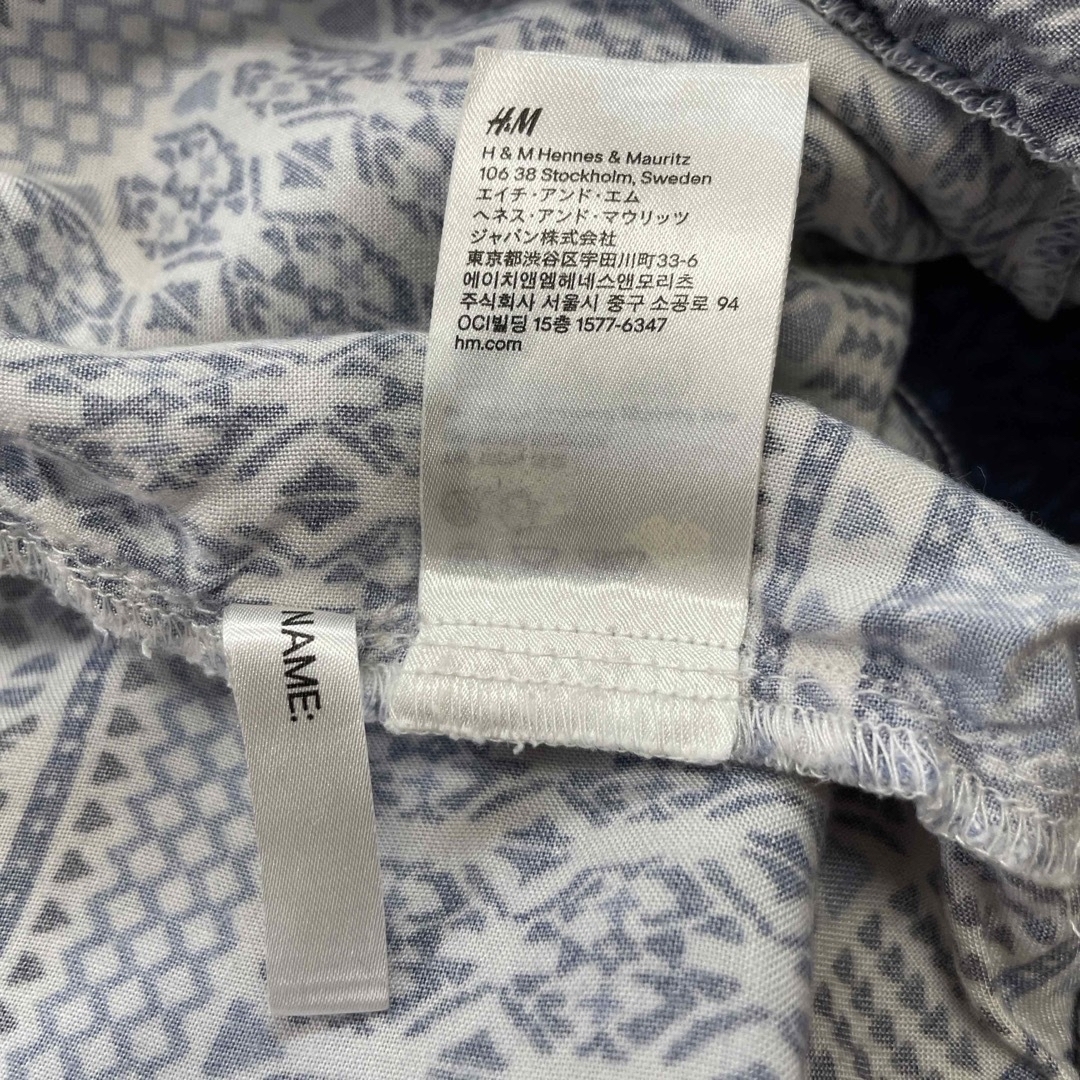 H&M
H & M Hennes & Mauritz
106 38 Stockholm, Sweden
エイチ・アンド・エム
ヘネス・アンド・マウリッツ
ジャパン株式会社
東京都渋谷区宇田川町33-6
에이치앤엠헤네스앤모리츠
주식회사 서울시 중구 소공로 94
OCI빌딩 15층 1577-6347
hm.com
NAME: